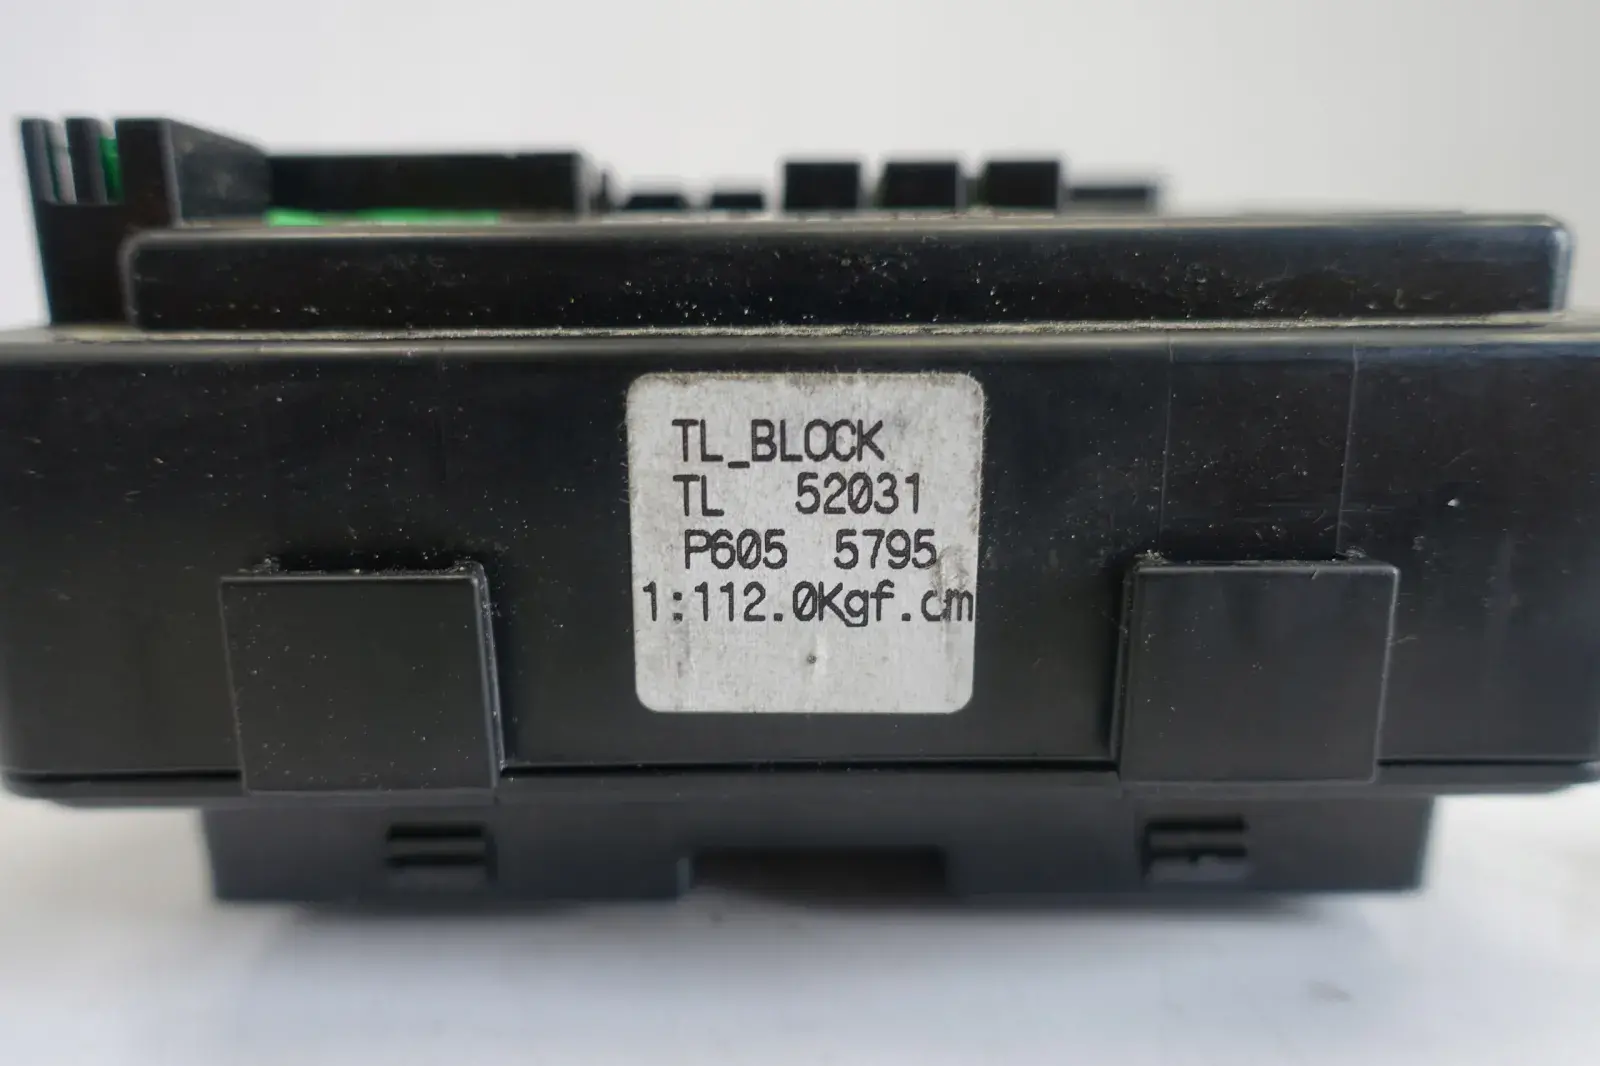 TL_BLOCK
TL 52031
P605 5795
1:112.0Kgf.cm